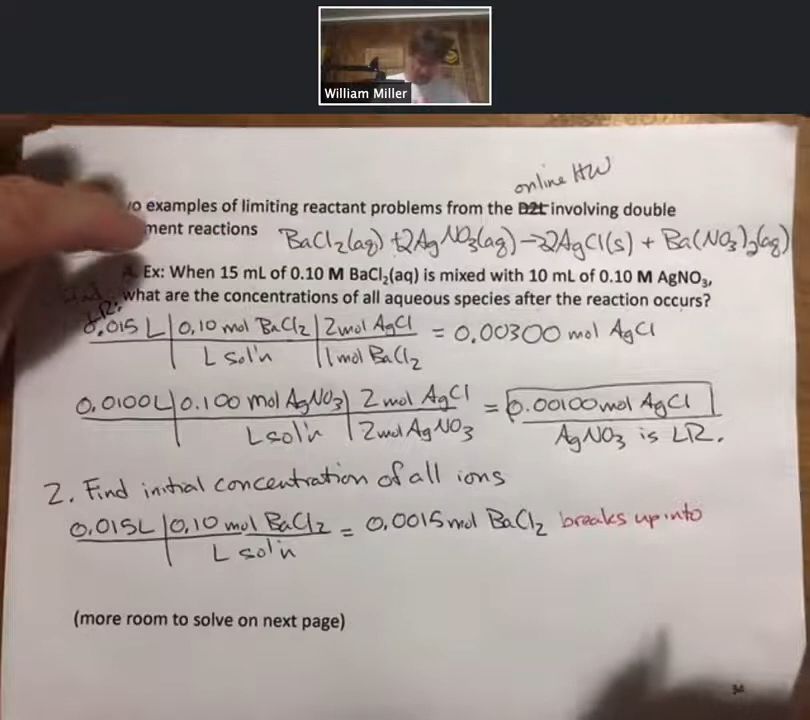 William Miller
online HW
vo examples of limiting reactant problems from the D2L involving double
ment reactions BaCl₂(aq) + 2AgNO₃(aq) → 2AgCl(s) + Ba(NO₃)₂(aq)
Ex: When 15 mL of 0.10 M BaCl₂(aq) is mixed with 10 mL of 0.10 M AgNO₃,
what are the concentrations of all aqueous species after the reaction occurs?
LR.
0.015 L | 0.10 mol BaCl₂ | 2 mol AgCl = 0.00300 mol AgCl
L sol'n | 1 mol BaCl₂
0.0100L | 0.100 mol AgNO₃ | 2 mol AgCl = 0.00100 mol AgCl
L sol'n | 2 mol AgNO₃ AgNO₃ is LR.
2. Find initial concentration of all ions
0.015L | 0.10 mol BaCl₂ = 0.0015 mol BaCl₂ breaks up into
L sol'n
(more room to solve on next page)